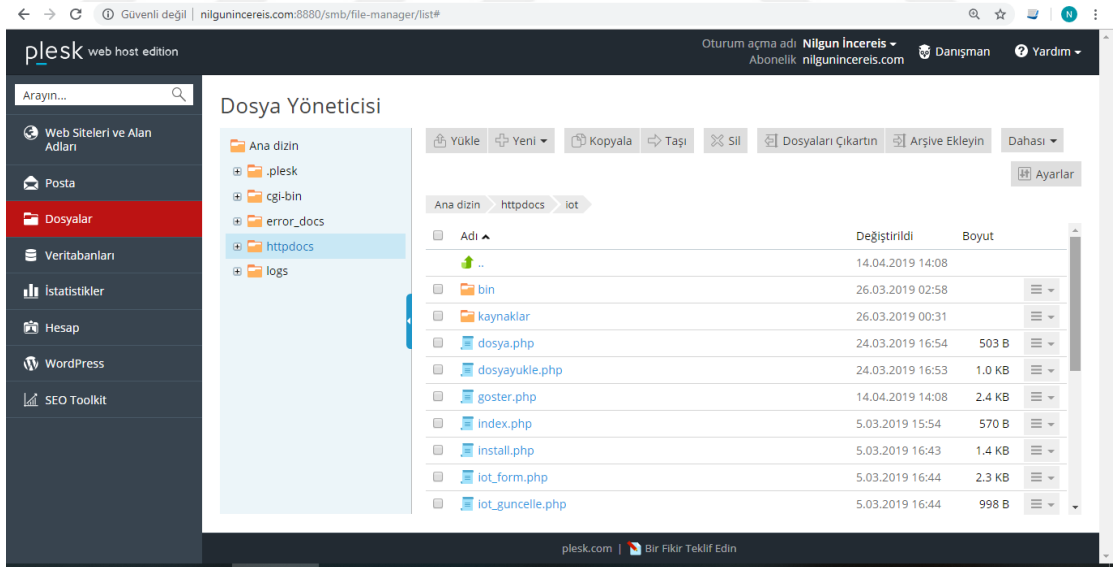 Güvenli değil | nilgunincereis.com:8880/smb/file-manager/list#
N
plesk web host edition
Oturum açma adı Nilgun İncereis
Abonelik nilgunincereis.com
Danışman
Yardım
Arayın...
Web Siteleri ve Alan Adları
Posta
Dosyalar
Veritabanları
İstatistikler
Hesap
WordPress
SEO Toolkit
Dosya Yöneticisi
Ana dizin
.plesk
cgi-bin
error_docs
httpdocs
logs
Yükle Yeni Kopyala Taşı Sil Dosyaları Çıkartın Arşive Ekleyin Dahası
Ayarlar
Ana dizin httpdocs iot
Adı Değiştirildi Boyut
.. 14.04.2019 14:08
bin 26.03.2019 02:58
kaynaklar 26.03.2019 00:31
dosya.php 24.03.2019 16:54 503 B
dosyayukle.php 24.03.2019 16:53 1.0 KB
goster.php 14.04.2019 14:08 2.4 KB
index.php 5.03.2019 15:54 570 B
install.php 5.03.2019 16:43 1.4 KB
iot_form.php 5.03.2019 16:44 2.3 KB
iot_guncelle.php 5.03.2019 16:44 998 B
plesk.com | Bir Fikir Teklif Edin